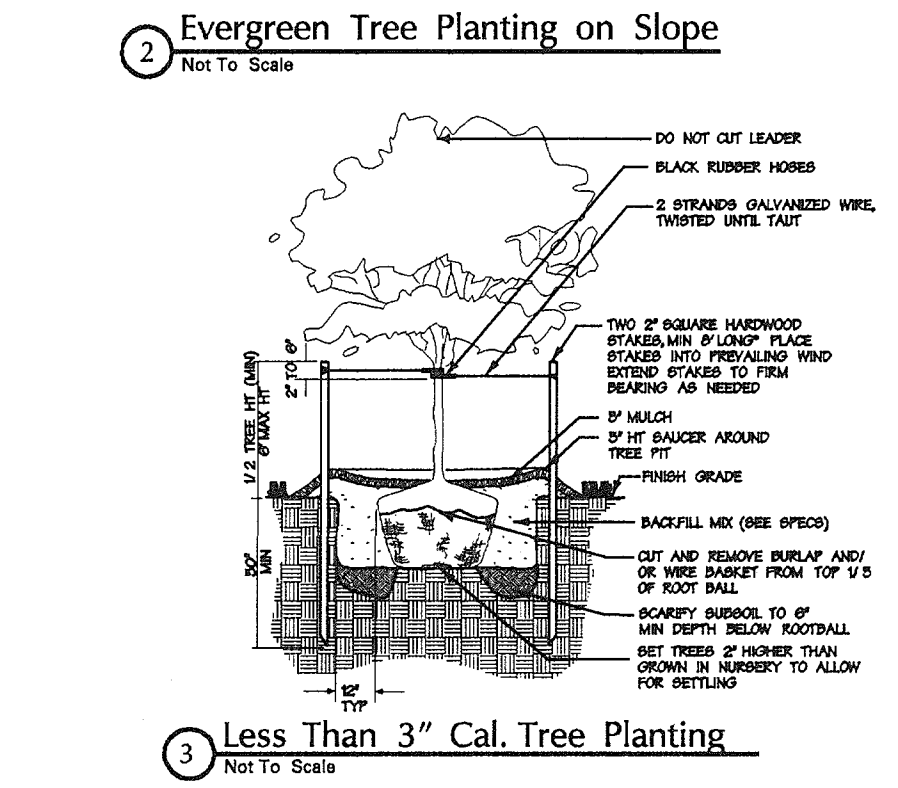 2
Evergreen Tree Planting on Slope
Not To Scale
DO NOT CUT LEADER
BLACK RUBBER HOSES
2 STRANDS GALVANIZED WIRE,
TWISTED UNTIL TAUT
TWO 2" SQUARE HARDWOOD
STAKES, MIN 8' LONG" PLACE
STAKES INTO PREVAILING WIND
EXTEND STAKES TO FIRM
BEARING AS NEEDED
3" MULCH
3" HT SAUCER AROUND
TREE PIT
FINISH GRADE
BACKFILL MIX (SEE SPECS)
CUT AND REMOVE BURLAP AND/
OR WIRE BASKET FROM TOP 1/3
OF ROOT BALL
SCARIFY SUBSOIL TO 6"
MIN DEPTH BELOW ROOTBALL
SET TREES 2" HIGHER THAN
GROWN IN NURSERY TO ALLOW
FOR SETTLING
1/2 TREE HT (MIN)
6' MAX HT
2" TO 6"
30"
MIN
12"
TYP
3
Less Than 3" Cal. Tree Planting
Not To Scale